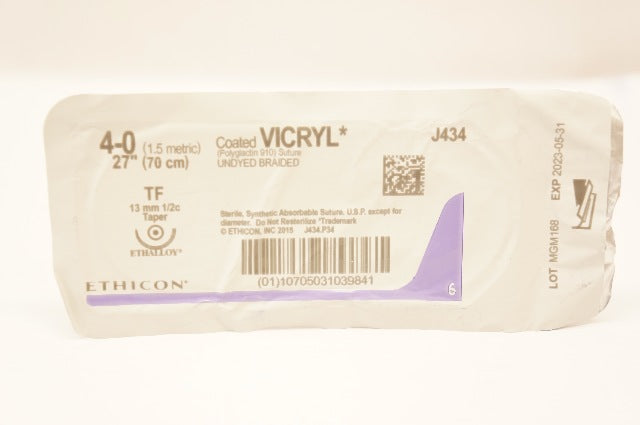 4-0 (1.5 metric)
27" (70 cm)
TF
13 mm 1/2c
Taper
ETHALLOY*
ETHICON*
Coated VICRYL*
(Polyglactin 910) Suture
UNDYED BRAIDED
J434
Sterile. Synthetic Absorbable Suture. U.S.P. except for
diameter. Do Not Resterilize *Trademark
© ETHICON, INC 2015 J434.P34
(01)10705031039841
6
LOT MGM168 EXP 2023-05-31